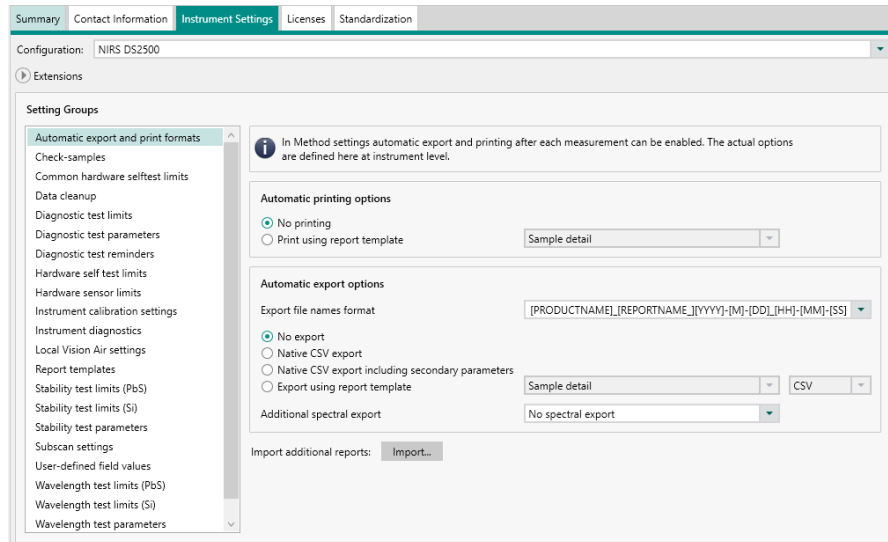 Summary
Contact Information
Instrument Settings
Licenses
Standardization
Configuration: NIRS DS2500
Extensions
Setting Groups
Automatic export and print formats
Check-samples
Common hardware selftest limits
Data cleanup
Diagnostic test limits
Diagnostic test parameters
Diagnostic test reminders
Hardware self test limits
Hardware sensor limits
Instrument calibration settings
Instrument diagnostics
Local Vision Air settings
Report templates
Stability test limits (PbS)
Stability test limits (Si)
Stability test parameters
Subscan settings
User-defined field values
Wavelength test limits (PbS)
Wavelength test limits (Si)
Wavelength test parameters
In Method settings automatic export and printing after each measurement can be enabled. The actual options
are defined here at instrument level.
Automatic printing options
No printing
Print using report template Sample detail
Automatic export options
Export file names format [PRODUCTNAME]_[REPORTNAME_][YYYY]-[M]-[DD]_[HH]-[MM]-[SS]
No export
Native CSV export
Native CSV export including secondary parameters
Export using report template Sample detail CSV
Additional spectral export No spectral export
Import additional reports: Import...